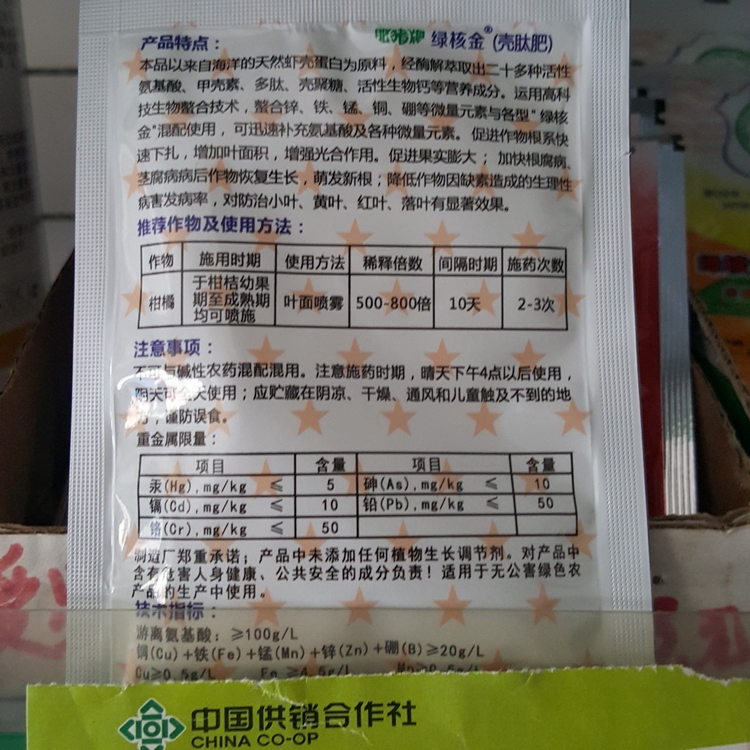 产品特点：
绿核金®(壳肽肥)
本品以来自海洋的天然虾壳蛋白为原料，经酶解萃取出二十多种活性
氨基酸、甲壳素、多肽、壳聚糖、活性生物钙等营养成分。运用高科
技生物螯合技术，螯合锌、铁、锰、铜、硼等微量元素与各型"绿核
金"混配使用，可迅速补充氨基酸及各种微量元素。促进作物根系快
速下扎，增加叶面积，增强光合作用。促进果实膨大；加快根腐病、
茎腐病病后作物恢复生长，萌发新根；降低作物因缺素造成的生理性
病害发病率，对防治小叶、黄叶、红叶、落叶有显著效果。
推荐作物及使用方法：
作物 施用时期 使用方法 稀释倍数 间隔时期 施药次数
柑橘 于柑桔幼果期至成熟期均可喷施 叶面喷雾 500-800倍 10天 2-3次
注意事项：
不可与碱性农药混配混用。注意施药时期，晴天下午4点以后使用，
阴天可全天使用；应贮藏在阴凉、干燥、通风和儿童触及不到的地
方，谨防误食。
重金属限量：
项目 含量 项目 含量
汞(Hg),mg/kg ≤ 5 砷(As),mg/kg ≤ 10
镉(Cd),mg/kg ≤ 10 铅(Pb),mg/kg ≤ 50
铬(Cr),mg/kg ≤ 50
制造厂郑重承诺；产品中未添加任何植物生长调节剂。对产品中
含有危害人身健康、公共安全的成分负责！适用于无公害绿色农
产品的生产中使用。
技术指标：
游离氨基酸：≥100g/L
铜(Cu)+铁(Fe)+锰(Mn)+锌(Zn)+硼(B)≥20g/L
Cu≥0.5g/L
中国供销合作社
CHINA CO-OP